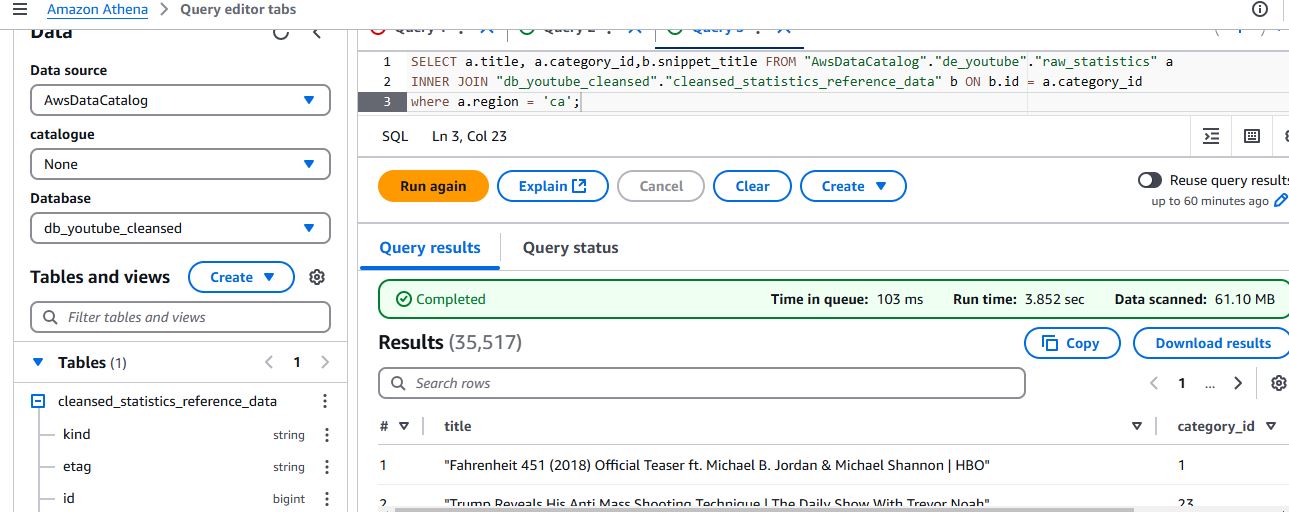 Amazon Athena > Query editor tabs
Data
Data source
AwsDataCatalog
catalogue
None
Database
db_youtube_cleansed
Tables and views Create
Filter tables and views
Tables (1) < 1 >
cleansed_statistics_reference_data
kind string
etag string
id bigint
1 SELECT a.title, a.category_id,b.snippet_title FROM "AwsDataCatalog"."de_youtube"."raw_statistics" a
2 INNER JOIN "db_youtube_cleansed"."cleansed_statistics_reference_data" b ON b.id = a.category_id
3 where a.region = 'ca';
SQL Ln 3, Col 23
Run again Explain Cancel Clear Create
Reuse query results
up to 60 minutes ago
Query results Query status
Completed Time in queue: 103 ms Run time: 3.852 sec Data scanned: 61.10 MB
Results (35,517) Copy Download results
Search rows < 1 ... >
# title category_id
1 "Fahrenheit 451 (2018) Official Teaser ft. Michael B. Jordan & Michael Shannon | HBO" 1
2 "Trump Reveals His Anti Mass Shooting Technique | The Daily Show With Trevor Noah" 23